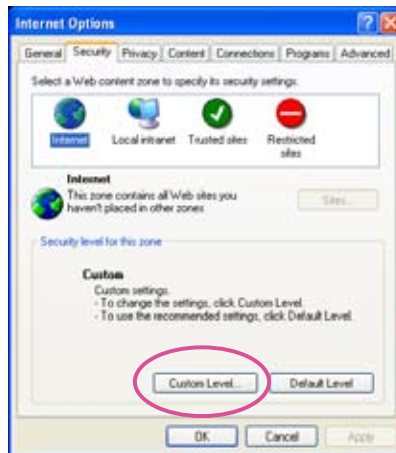 Internet Options
General Security Privacy Content Connections Programs Advanced
Select a Web content zone to specify its security settings.
Internet Local intranet Trusted sites Restricted sites
Internet
This zone contains all Web sites you
haven't placed in other zones
Sites...
Security level for this zone
Custom
Custom settings.
- To change the settings, click Custom Level.
- To use the recommended settings, click Default Level.
Custom Level... Default Level
OK Cancel Apply